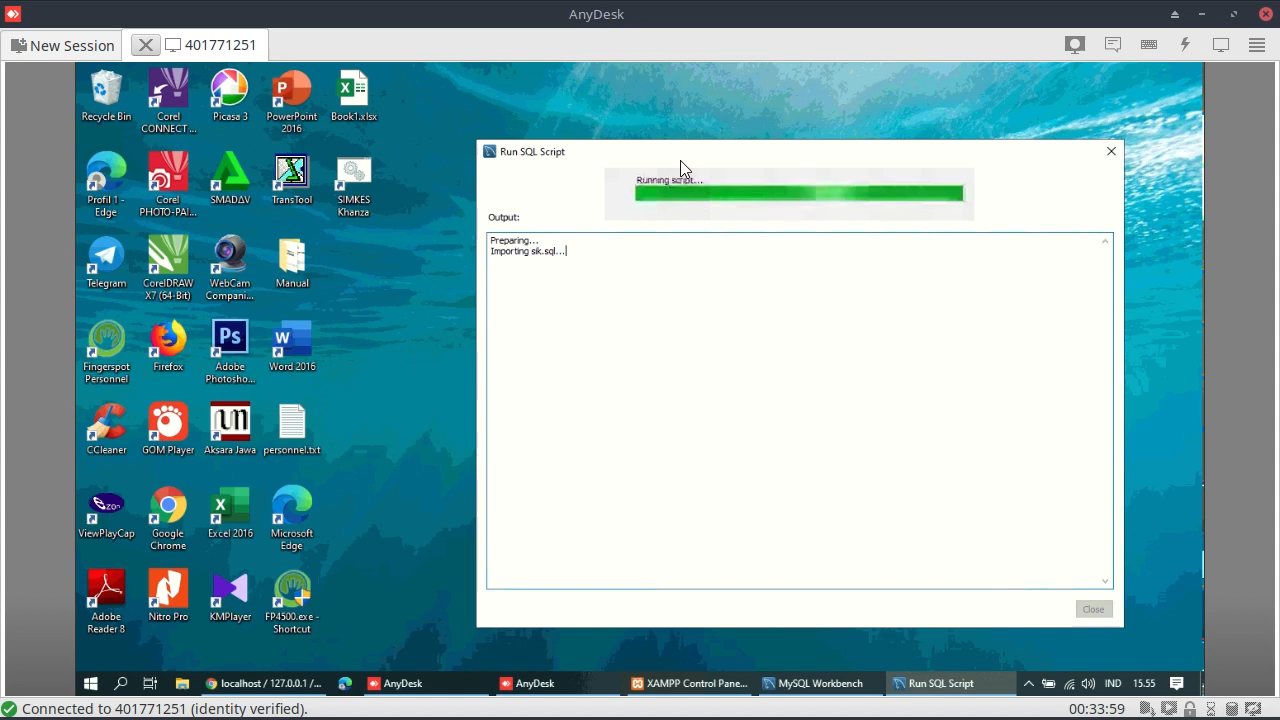 AnyDesk
New Session
401771251
Recycle Bin
Corel
CONNECT ...
Picasa 3
PowerPoint
2016
Book1.xlsx
Profil 1 -
Edge
Corel
PHOTO-PAI...
SMADΔV
TransTool
SIMKES
Khanza
Telegram
CorelDRAW
X7 (64-Bit)
WebCam
Compani...
Manual
Fingerspot
Personnel
Firefox
Adobe
Photosho...
Word 2016
CCleaner
GOM Player
Aksara Jawa
personnel.txt
ViewPlayCap
Google
Chrome
Excel 2016
Microsoft
Edge
Adobe
Reader 8
Nitro Pro
KMPlayer
FP4500.exe -
Shortcut
Run SQL Script
Running script...
Output:
Preparing...
Importing sik.sql...
Close
localhost / 127.0.0.1 /...
AnyDesk
AnyDesk
XAMPP Control Pane...
MySQL Workbench
Run SQL Script
IND
15.55
Connected to 401771251 (identity verified).
00:33:59